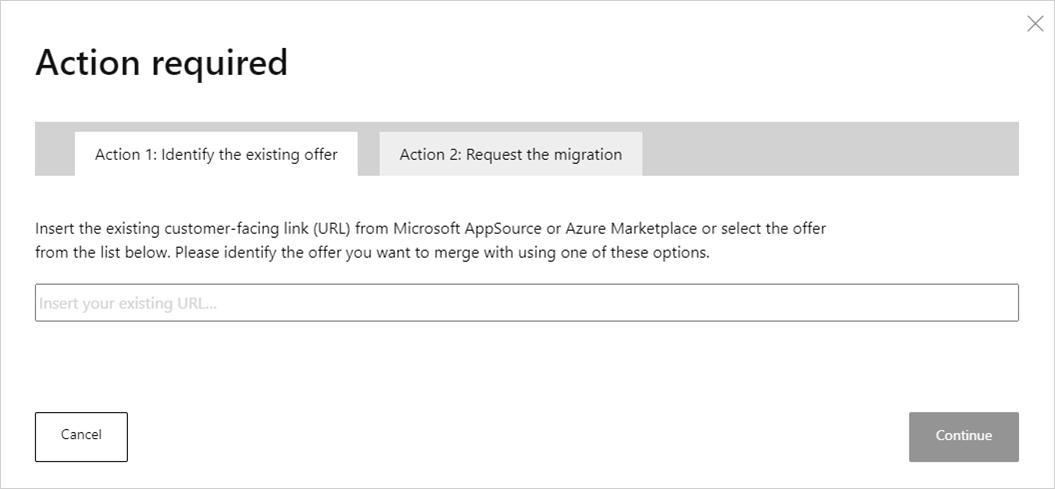 Action required
Action 1: Identify the existing offer
Action 2: Request the migration
Insert the existing customer-facing link (URL) from Microsoft AppSource or Azure Marketplace or select the offer
from the list below. Please identify the offer you want to merge with using one of these options.
Insert your existing URL...
Cancel
Continue